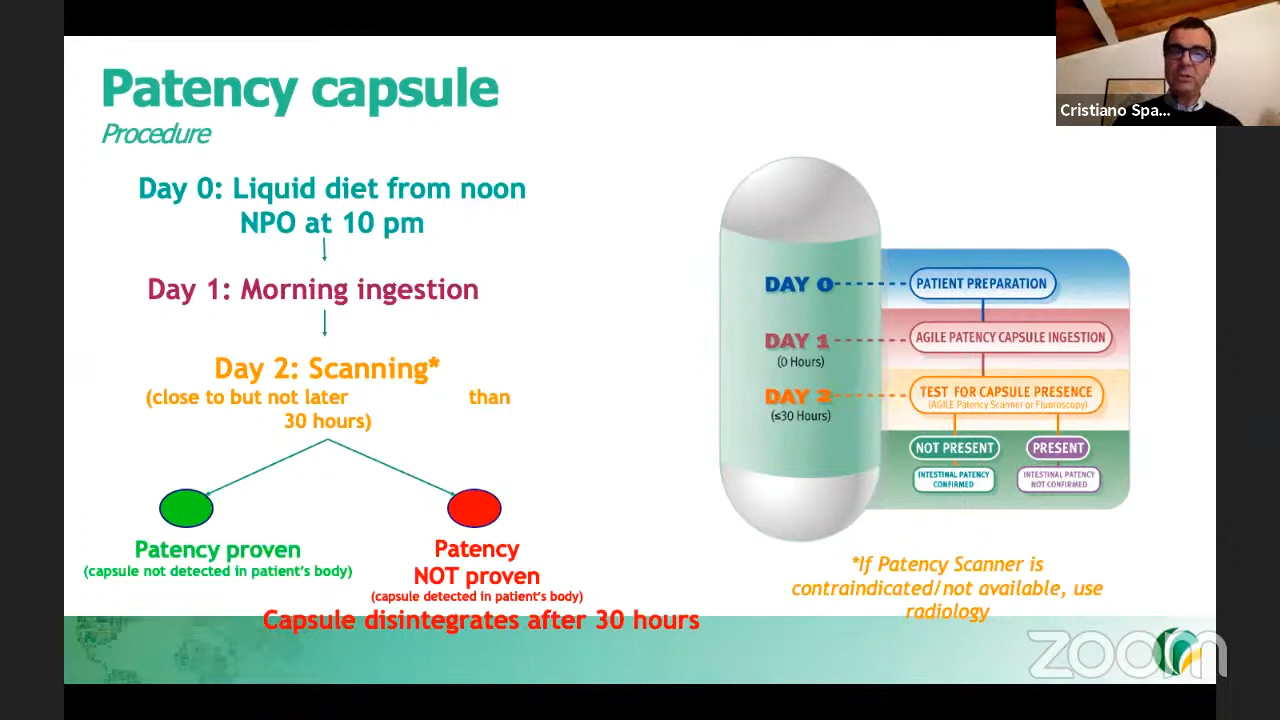 Patency capsule
Procedure
Day 0: Liquid diet from noon
NPO at 10 pm
Day 1: Morning ingestion
Day 2: Scanning*
(close to but not later than
30 hours)
Patency proven
(capsule not detected in patient's body)
Patency
NOT proven
(capsule detected in patient's body)
Capsule disintegrates after 30 hours
DAY 0
PATIENT PREPARATION
DAY 1
(0 Hours)
AGILE PATENCY CAPSULE INGESTION
DAY 2
(≤30 Hours)
TEST FOR CAPSULE PRESENCE
(AGILE Patency Scanner or Fluoroscopy)
NOT PRESENT
PRESENT
INTESTINAL PATENCY
CONFIRMED
INTESTINAL PATENCY
NOT CONFIRMED
*If Patency Scanner is
contraindicated/not available, use
radiology
Cristiano Spa...
zoom